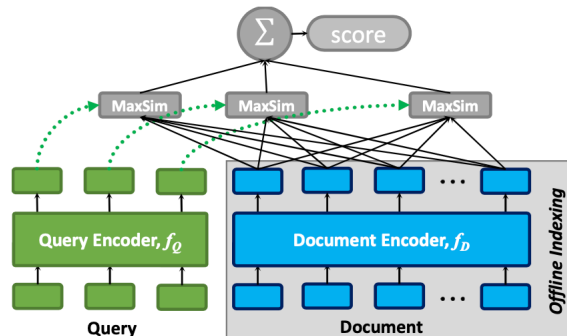 Σ
score
MaxSim
MaxSim
MaxSim
Query Encoder, f_Q
Document Encoder, f_D
Offline Indexing
Query
Document